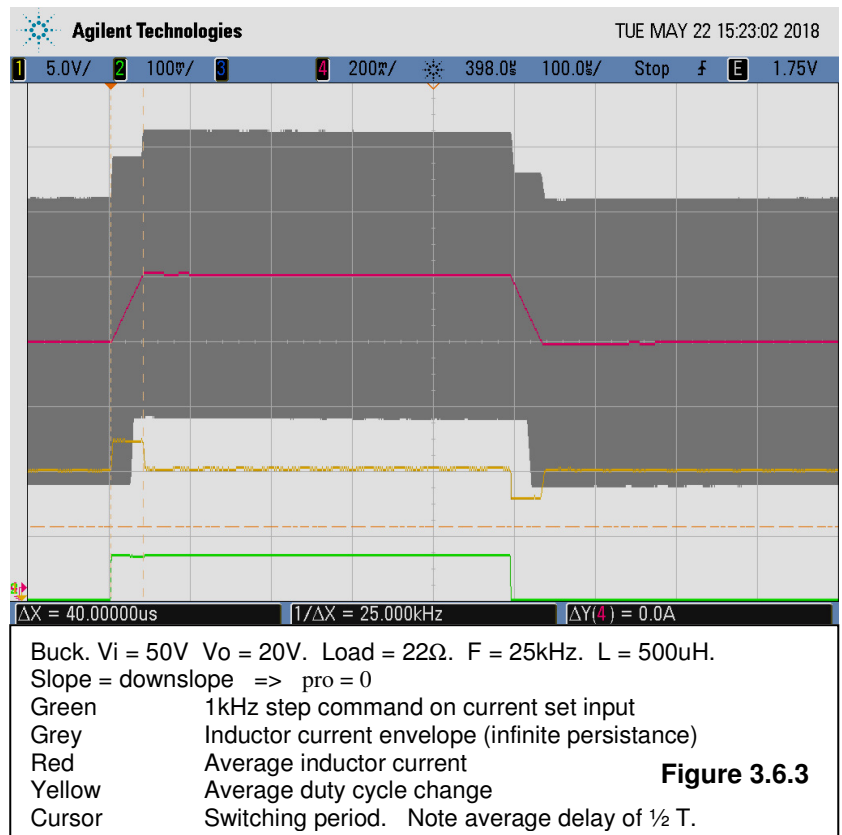 Agilent Technologies TUE MAY 22 15:23:02 2018
1 5.0V/ 2 100㎷/ 3 4 200㎃/ 398.0㎲ 100.0㎲/ Stop E 1.75V
ΔX = 40.00000us 1/ΔX = 25.000kHz ΔY(4) = 0.0A
Buck. Vi = 50V Vo = 20V. Load = 22Ω. F = 25kHz. L = 500uH.
Slope = downslope => pro = 0
Green 1kHz step command on current set input
Grey Inductor current envelope (infinite persistance)
Red Average inductor current
Yellow Average duty cycle change
Figure 3.6.3
Cursor Switching period. Note average delay of ½ T.